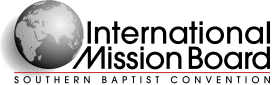 International
Mission Board
SOUTHERN BAPTIST CONVENTION